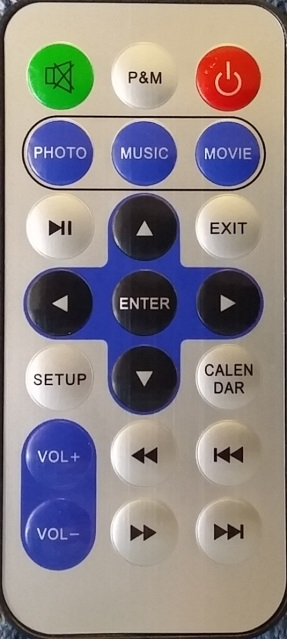 P&M
PHOTO MUSIC MOVIE
EXIT
ENTER
SETUP
CALEN
DAR
VOL+
VOL−